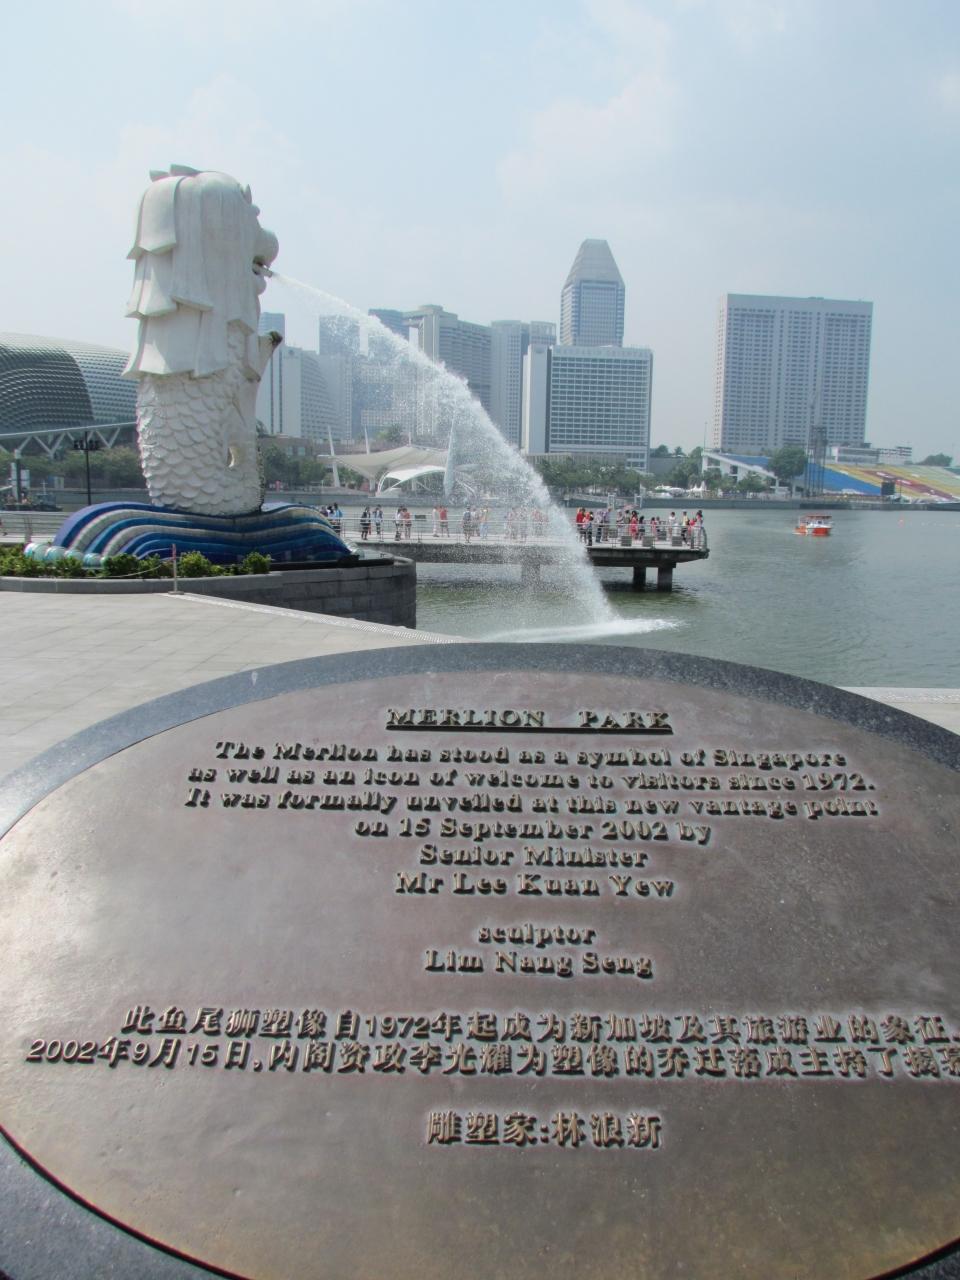 MERLION PARK
The Merlion has stood as a symbol of Singapore
as well as an icon of welcome to visitors since 1972.
It was formally unveiled at this new vantage point
on 15 September 2002 by
Senior Minister
Mr Lee Kuan Yew
sculptor
Lim Nang Seng
此鱼尾狮塑像自1972年起成为新加坡及其旅游业的象征.
2002年9月15日,内阁资政李光耀为塑像的乔迁落成主持了揭幕
雕塑家:林浪新